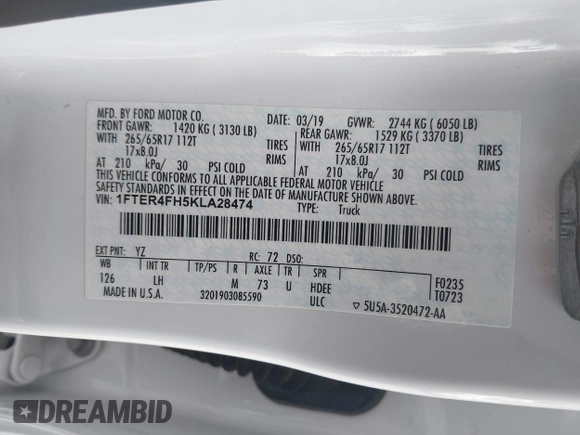 MFD. BY FORD MOTOR CO. 03/19 GVWR: 2744 KG ( 6050 LB)
FRONT GAWR: 1420 KG ( 3130 LB) REAR GAWR: 1529 KG ( 3370 LB)
WITH 265/65R17 112T TIRES WITH 265/65R17 112T TIRES
17x8.0J RIMS 17x8.0J RIMS
AT 210 kPa/ 30 PSI COLD AT 210 kPa/ 30 PSI COLD
THIS VEHICLE CONFORMS TO ALL APPLICABLE FEDERAL MOTOR VEHICLE
SAFETY STANDARDS IN EFFECT ON THE DATE OF MANUFACTURE SHOWN ABOVE.
VIN: 1FTER4FH5KLA28474 TYPE: Truck
EXT PNT: YZ RC: 72 DSO:
WB INT TR TP/PS R AXLE TR SPR F0235
126 LH M 73 U HDEE T0723
MADE IN U.S.A. 3201903085590 ULC ▽ 5U5A-3520472-AA
DREAMBID